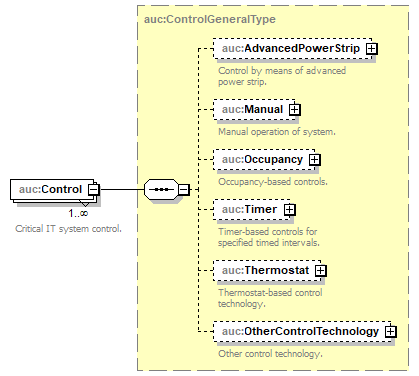 auc:ControlGeneralType
auc:AdvancedPowerStrip
Control by means of advanced
power strip.
auc:Manual
Manual operation of system.
auc:Occupancy
Occupancy-based controls.
auc:Control
1..∞
Critical IT system control.
auc:Timer
Timer-based controls for
specified timed intervals.
auc:Thermostat
Thermostat-based control
technology.
auc:OtherControlTechnology
Other control technology.